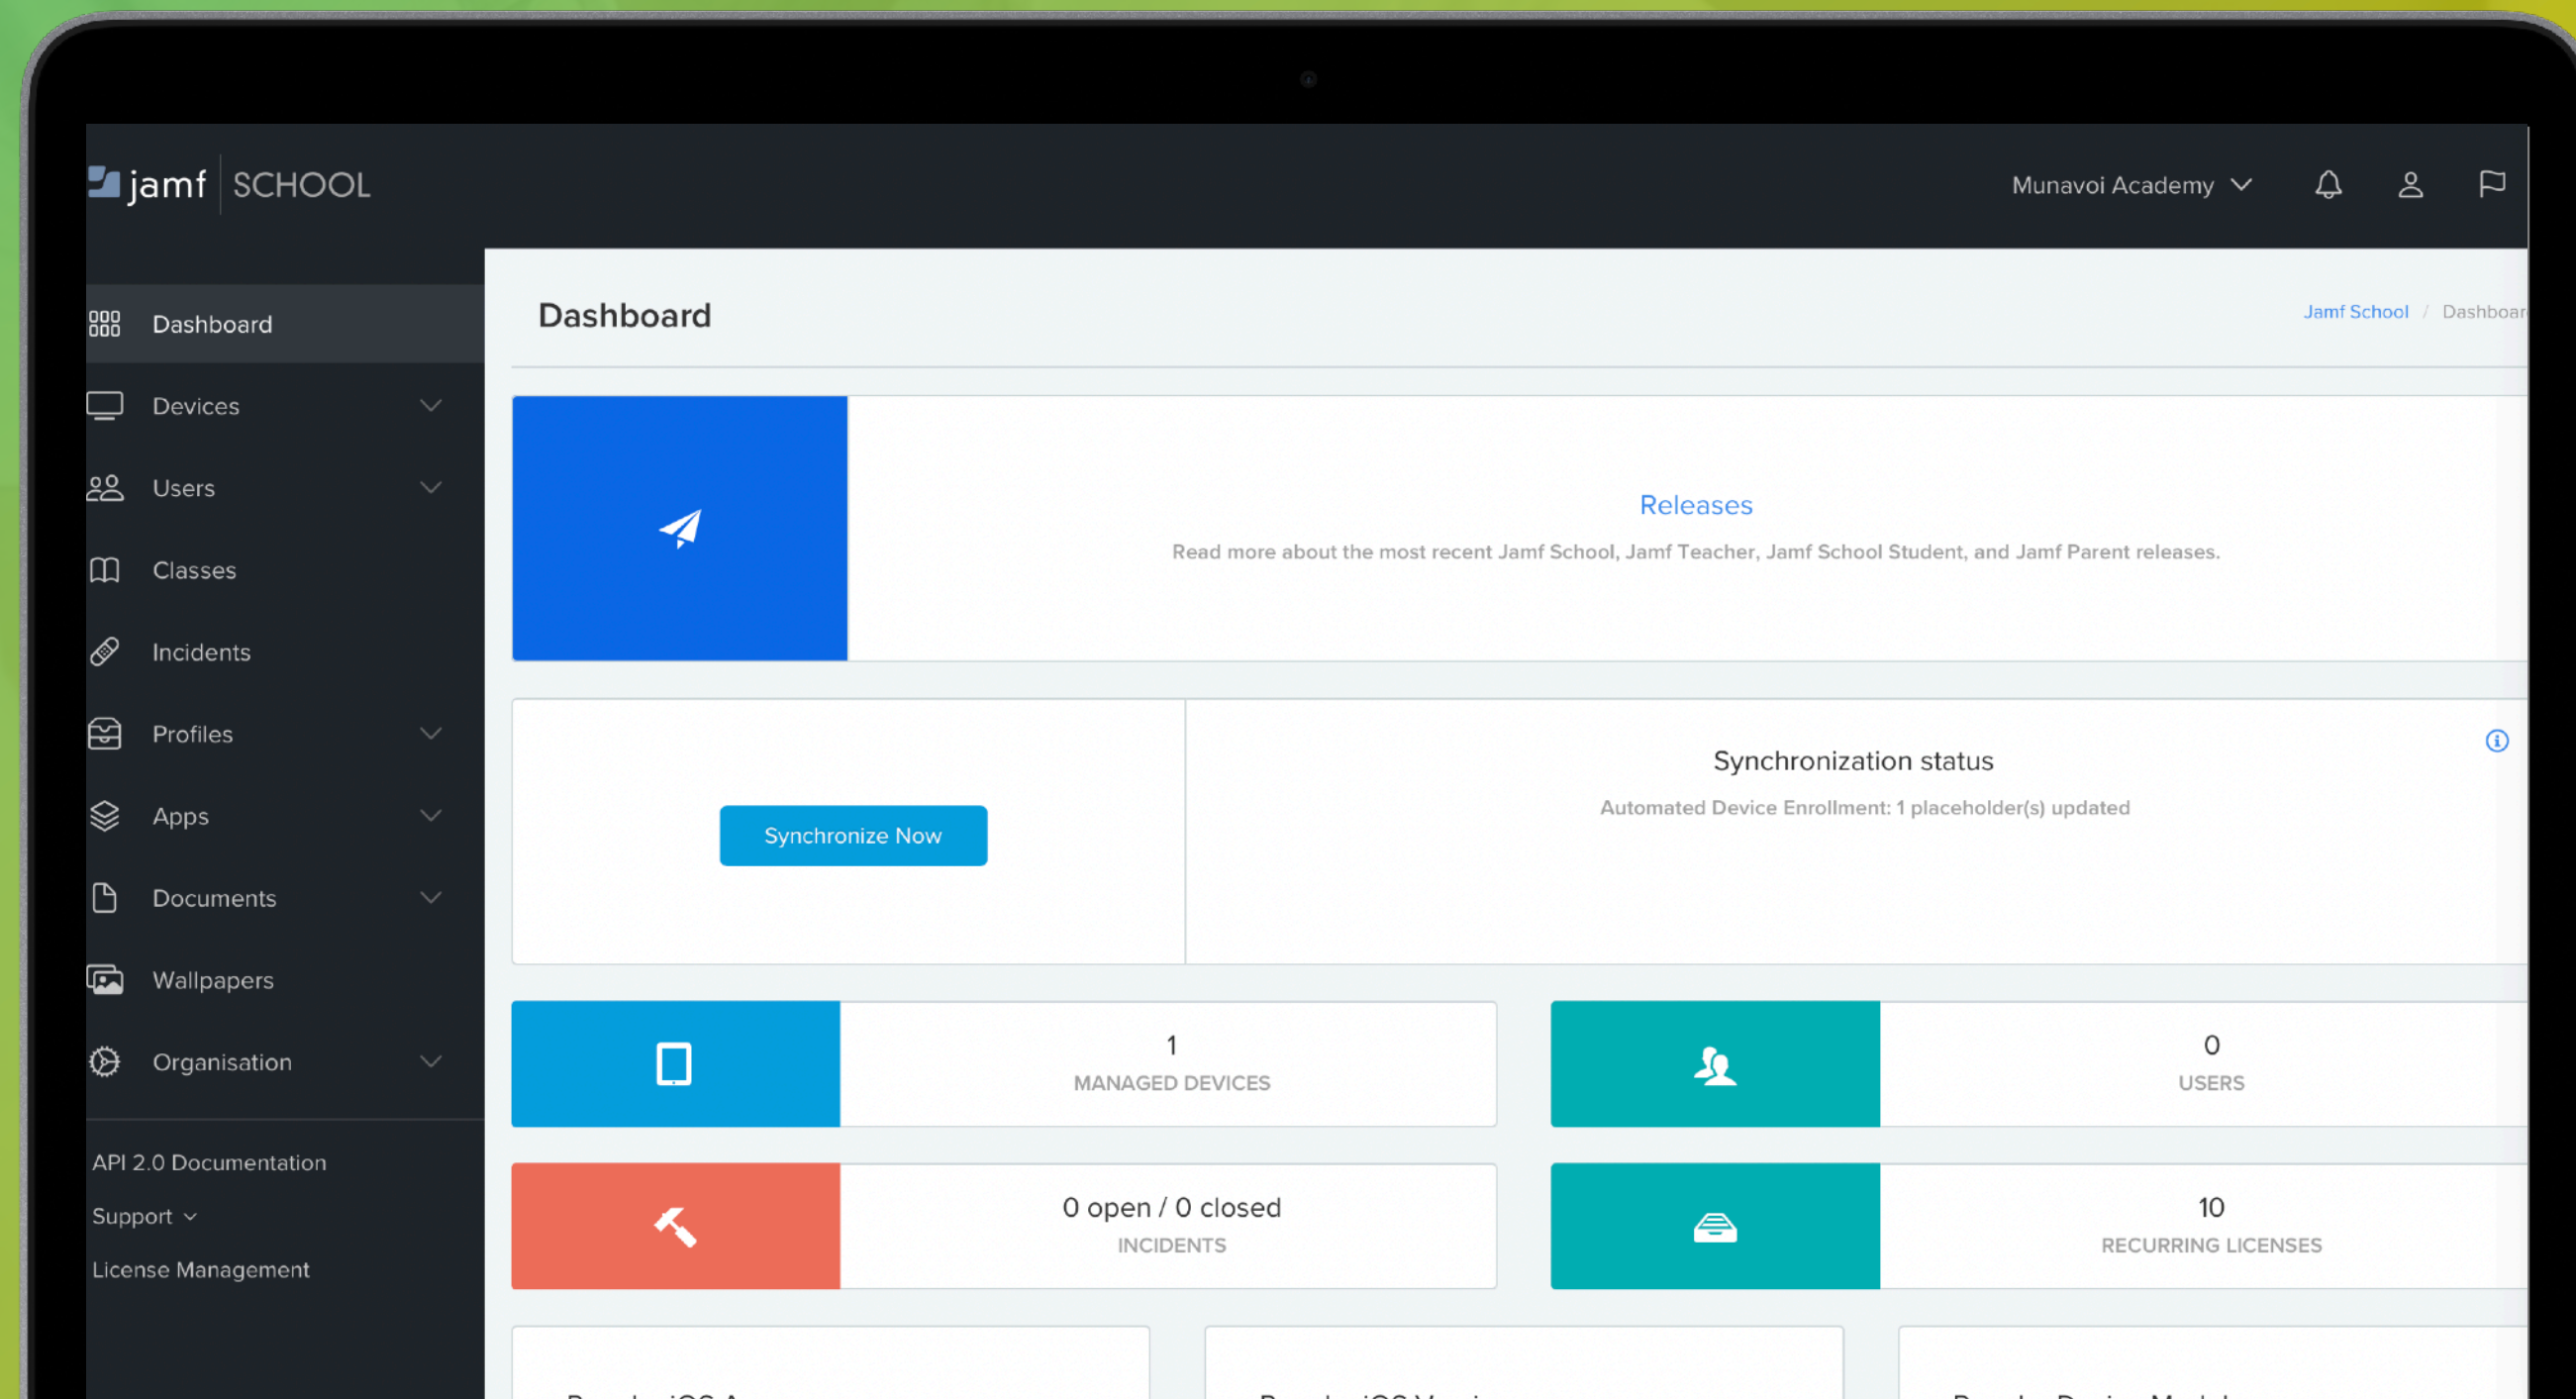 jamf SCHOOL
Munavoi Academy
Dashboard
Devices
Users
Classes
Incidents
Profiles
Apps
Documents
Wallpapers
Organisation
API 2.0 Documentation
Support
License Management
Dashboard
Jamf School /
Releases
Read more about the most recent Jamf School, Jamf Teacher, Jamf School Student, and Jamf Parent releases.
Synchronize Now
Synchronization status
Automated Device Enrollment: 1 placeholder(s) updated
1
MANAGED DEVICES
0
USERS
0 open / 0 closed
INCIDENTS
10
RECURRING LICENSES